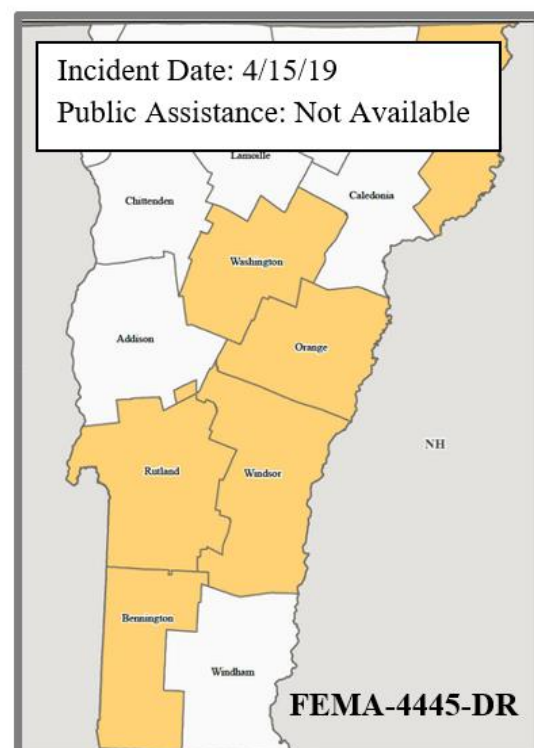 Incident Date: 4/15/19
Public Assistance: Not Available
Lamoille
Chittenden
Caledonia
Washington
Addison
Orange
NH
Rutland
Windsor
Bennington
Windham
FEMA-4445-DR